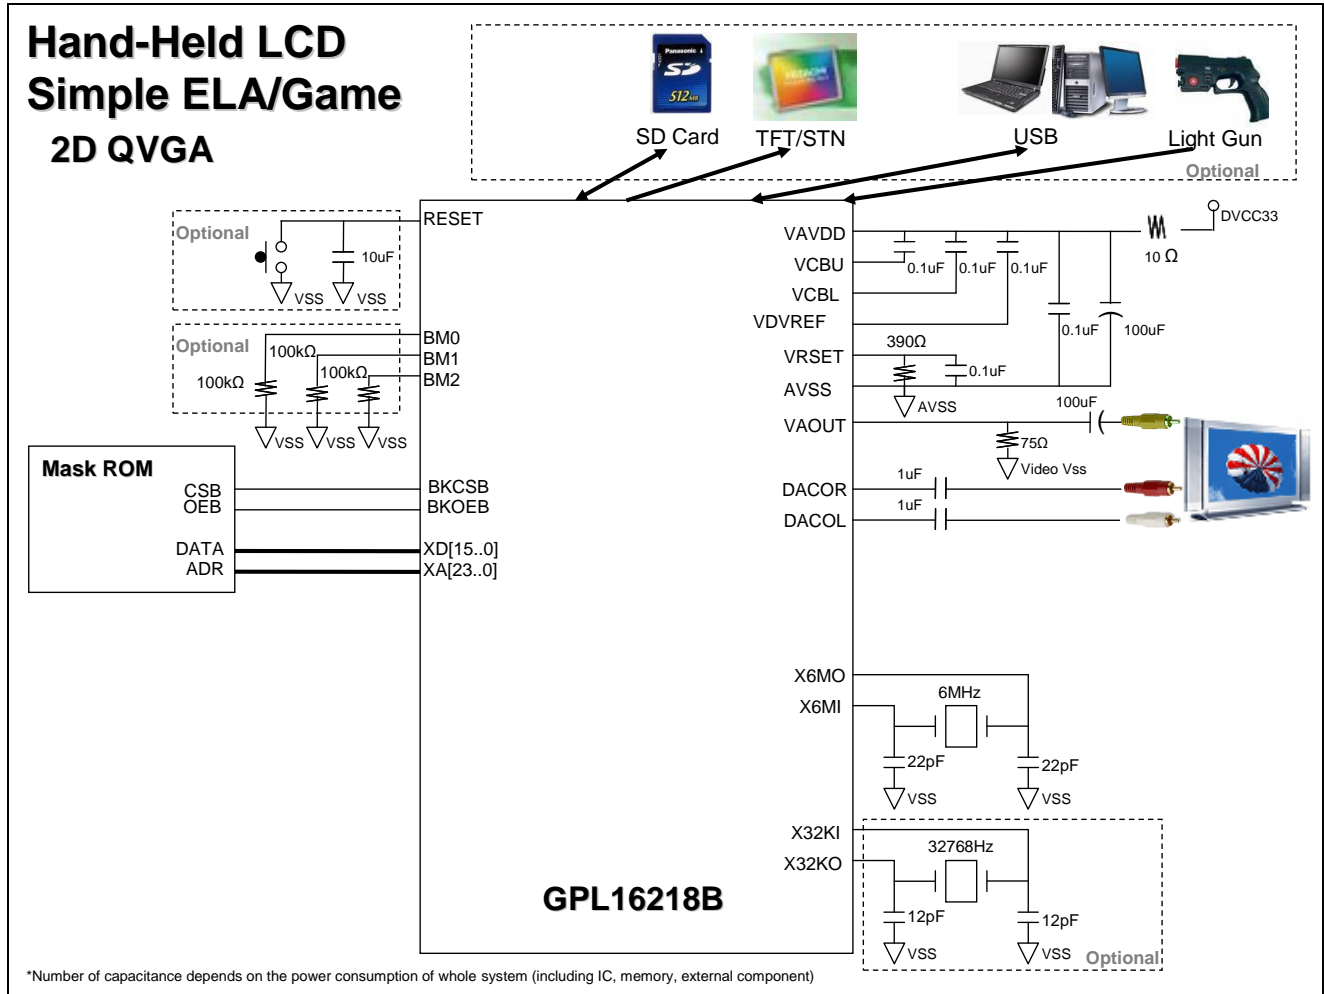 Hand-Held LCD
Simple ELA/Game
2D QVGA
Panasonic
SD
512MB
HITACHI
SD Card
TFT/STN
USB
Light Gun
Optional
RESET
Optional
10uF
VSS
VSS
BM0
BM1
BM2
Optional
100kΩ
100kΩ
100kΩ
VSS
VSS
VSS
Mask ROM
CSB
OEB
DATA
ADR
BKCSB
BKOEB
XD[15..0]
XA[23..0]
VAVDD
VCBU
VCBL
VDVREF
VRSET
AVSS
VAOUT
DACOR
DACOL
0.1uF
0.1uF
0.1uF
10 Ω
DVCC33
0.1uF
100uF
390Ω
0.1uF
AVSS
100uF
75Ω
Video Vss
1uF
1uF
X6MO
X6MI
6MHz
22pF
22pF
VSS
VSS
X32KI
X32KO
32768Hz
12pF
12pF
VSS
VSS
Optional
GPL16218B
*Number of capacitance depends on the power consumption of whole system (including IC, memory, external component)